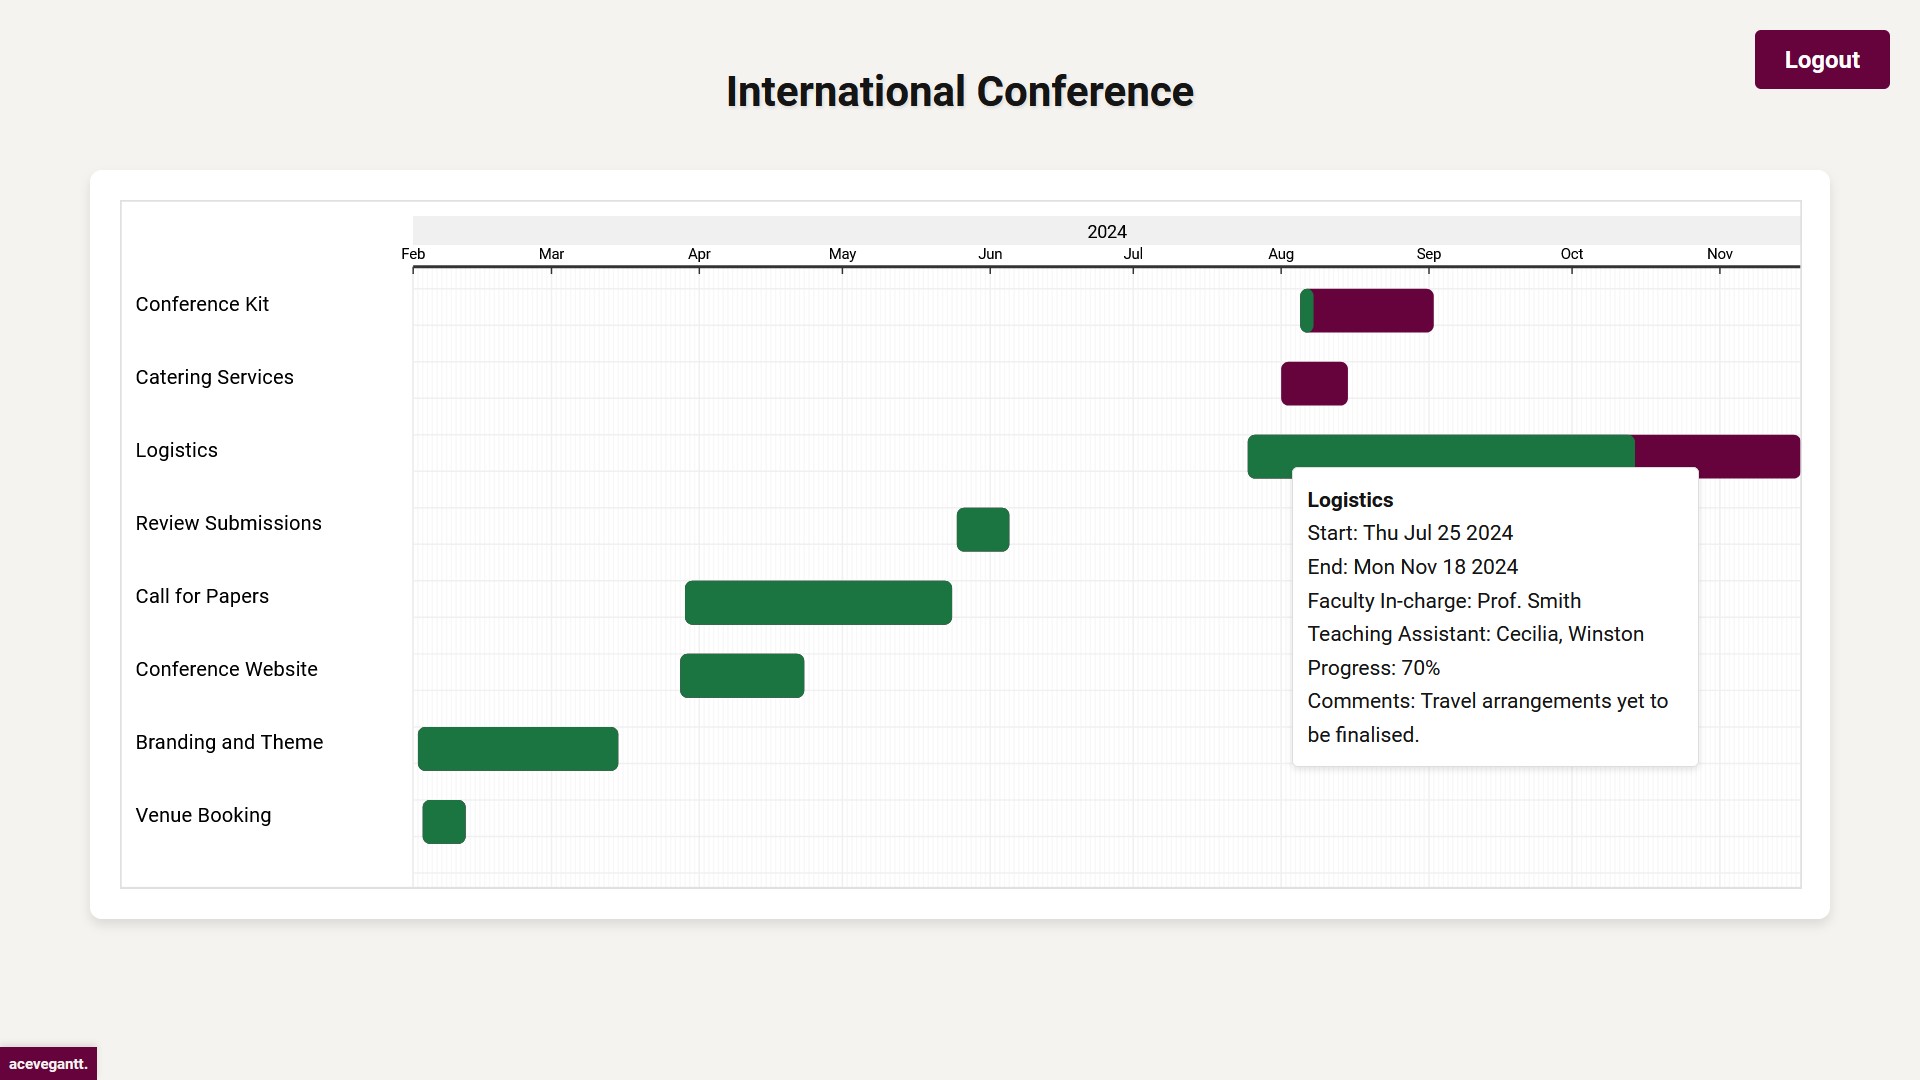 Logout
International Conference
2024
Feb Mar Apr May Jun Jul Aug Sep Oct Nov
Conference Kit
Catering Services
Logistics
Review Submissions
Call for Papers
Conference Website
Branding and Theme
Venue Booking
Logistics
Start: Thu Jul 25 2024
End: Mon Nov 18 2024
Faculty In-charge: Prof. Smith
Teaching Assistant: Cecilia, Winston
Progress: 70%
Comments: Travel arrangements yet to
be finalised.
acevegantt.